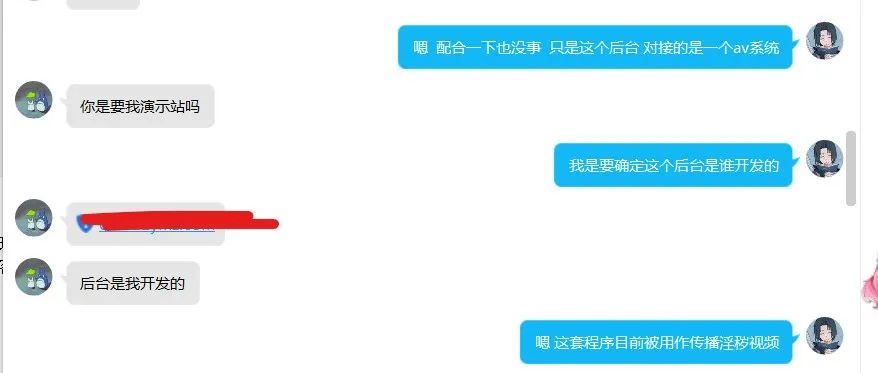 嗯 配合一下也没事 只是这个后台 对接的是一个av系统
你是要我演示站吗
我是要确定这个后台是谁开发的
后台是我开发的
嗯 这套程序目前被用作传播淫秽视频